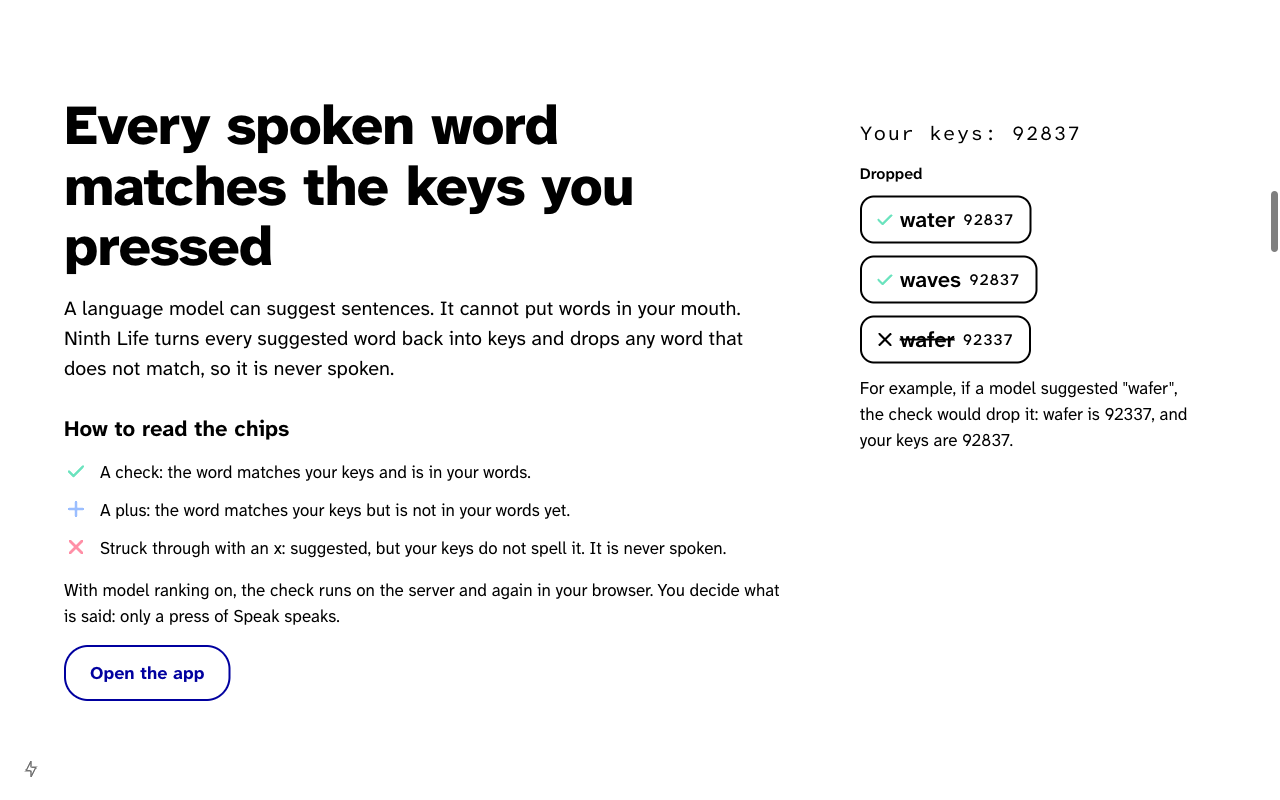 Every spoken word
matches the keys you
pressed
A language model can suggest sentences. It cannot put words in your mouth.
Ninth Life turns every suggested word back into keys and drops any word that
does not match, so it is never spoken.
How to read the chips
A check: the word matches your keys and is in your words.
A plus: the word matches your keys but is not in your words yet.
Struck through with an x: suggested, but your keys do not spell it. It is never spoken.
With model ranking on, the check runs on the server and again in your browser. You decide what
is said: only a press of Speak speaks.
Open the app
Your keys: 92837
Dropped
water 92837
waves 92837
wafer 92337
For example, if a model suggested "wafer",
the check would drop it: wafer is 92337, and
your keys are 92837.